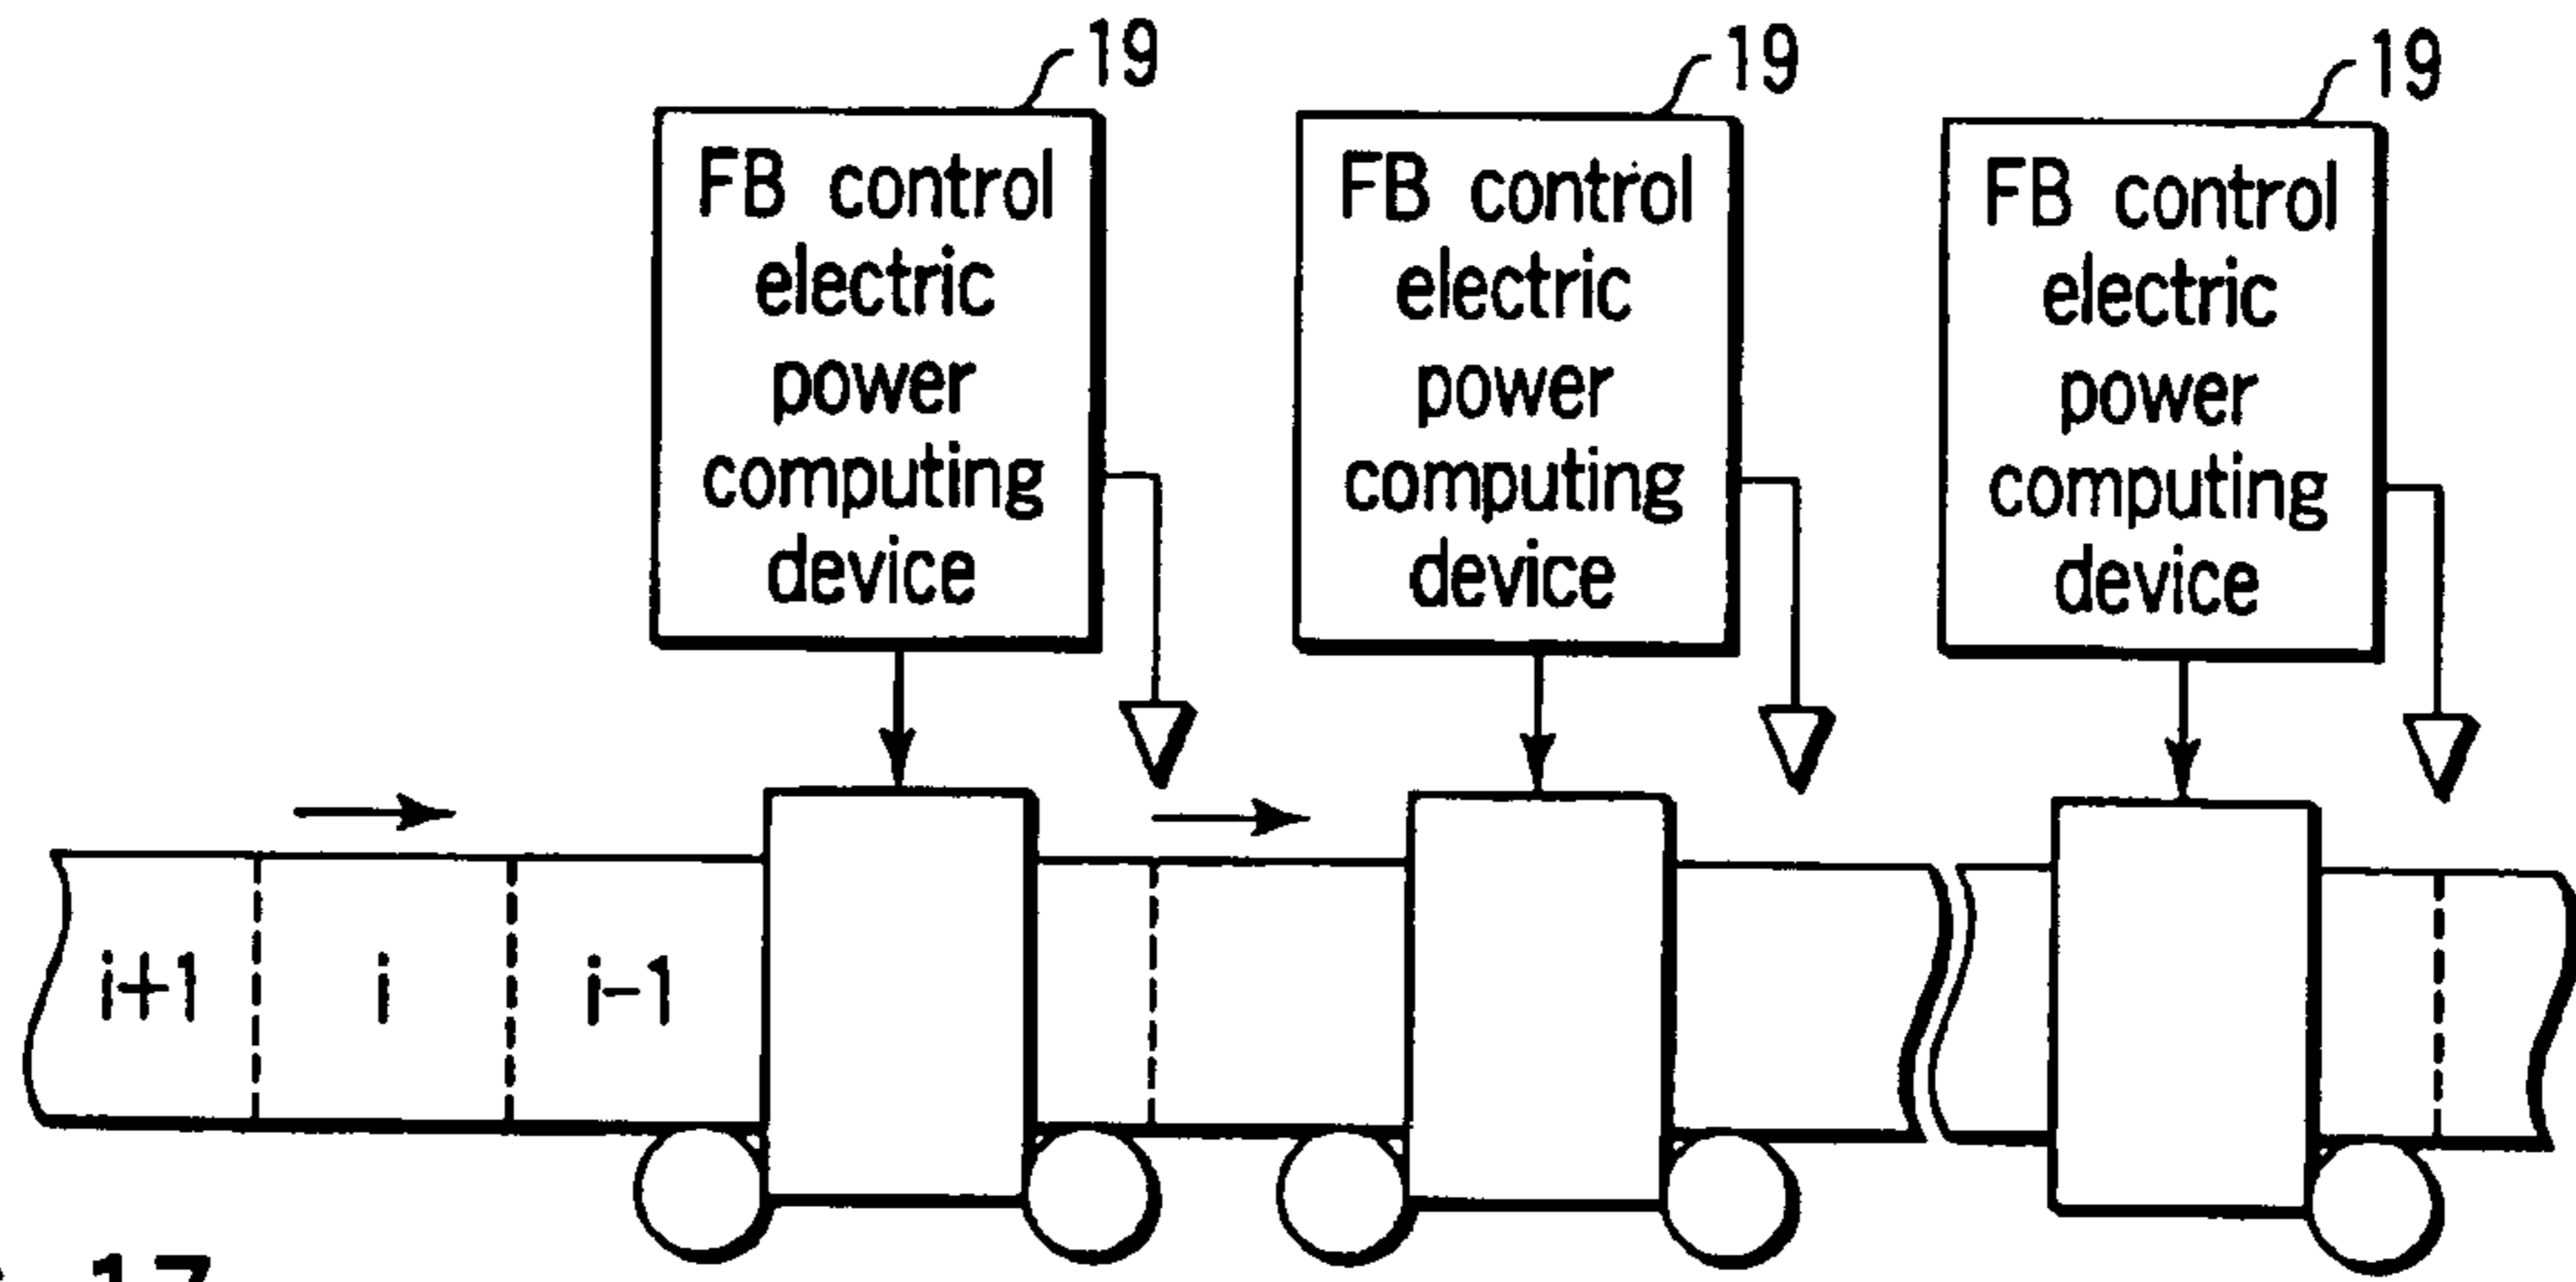 19
19
19
FB control
electric
power
computing
device
FB control
electric
power
computing
device
FB control
electric
power
computing
device
i+1
i
i-1
17